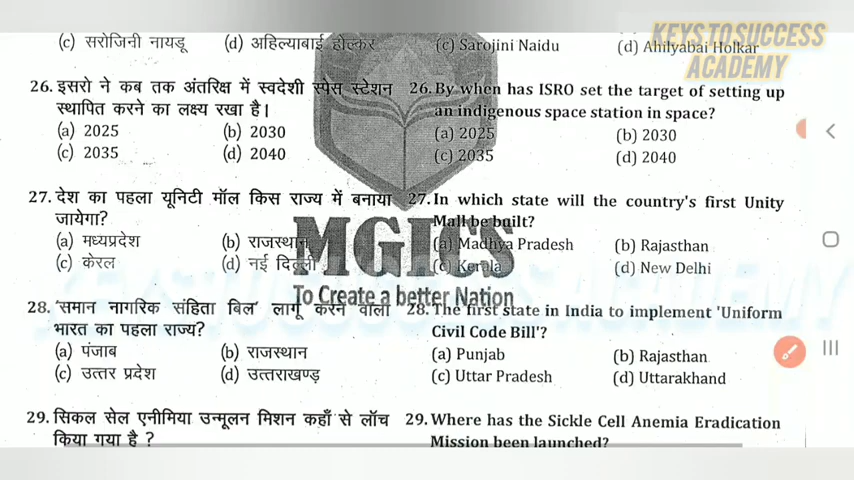 KEYS TO SUCCESS
ACADEMY
(c) सरोजिनी नायडू (d) अहिल्याबाई होल्कर
26. इसरो ने कब तक अंतरिक्ष में स्वदेशी स्पेस स्टेशन
स्थापित करने का लक्ष्य रखा है।
(a) 2025 (b) 2030
(c) 2035 (d) 2040
27. देश का पहला यूनिटी मॉल किस राज्य में बनाया
जायेगा?
(a) मध्यप्रदेश (b) राजस्थान
(c) केरल (d) नई दिल्ली
28. 'समान नागरिक संहिता बिल' लागू करने वाला
भारत का पहला राज्य?
(a) पंजाब (b) राजस्थान
(c) उत्तर प्रदेश (d) उत्तराखण्ड़
29. सिकल सेल एनीमिया उन्मूलन मिशन कहाँ से लॉच
किया गया है ?
(c) Sarojini Naidu (d) Ahilyabai Holkar
26. By when has ISRO set the target of setting up
an indigenous space station in space?
(a) 2025 (b) 2030
(c) 2035 (d) 2040
27. In which state will the country's first Unity
Mall be built?
(a) Madhya Pradesh (b) Rajasthan
(c) Kerala (d) New Delhi
28. The first state in India to implement 'Uniform
Civil Code Bill'?
(a) Punjab (b) Rajasthan
(c) Uttar Pradesh (d) Uttarakhand
29. Where has the Sickle Cell Anemia Eradication
Mission been launched?
MGICS
To Create a better Nation
KEYS TO SUCCESS ACADEMY